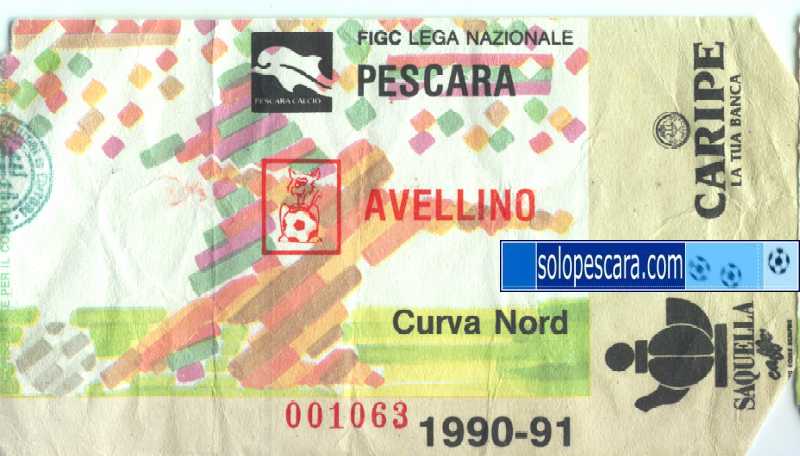 FIGC LEGA NAZIONALE
PESCARA
PESCARA CALCIO
AVELLINO
Curva Nord
001063
1990-91
CARIPE
LA TUA BANCA
solopescara.com
SAQUELLA
caffè